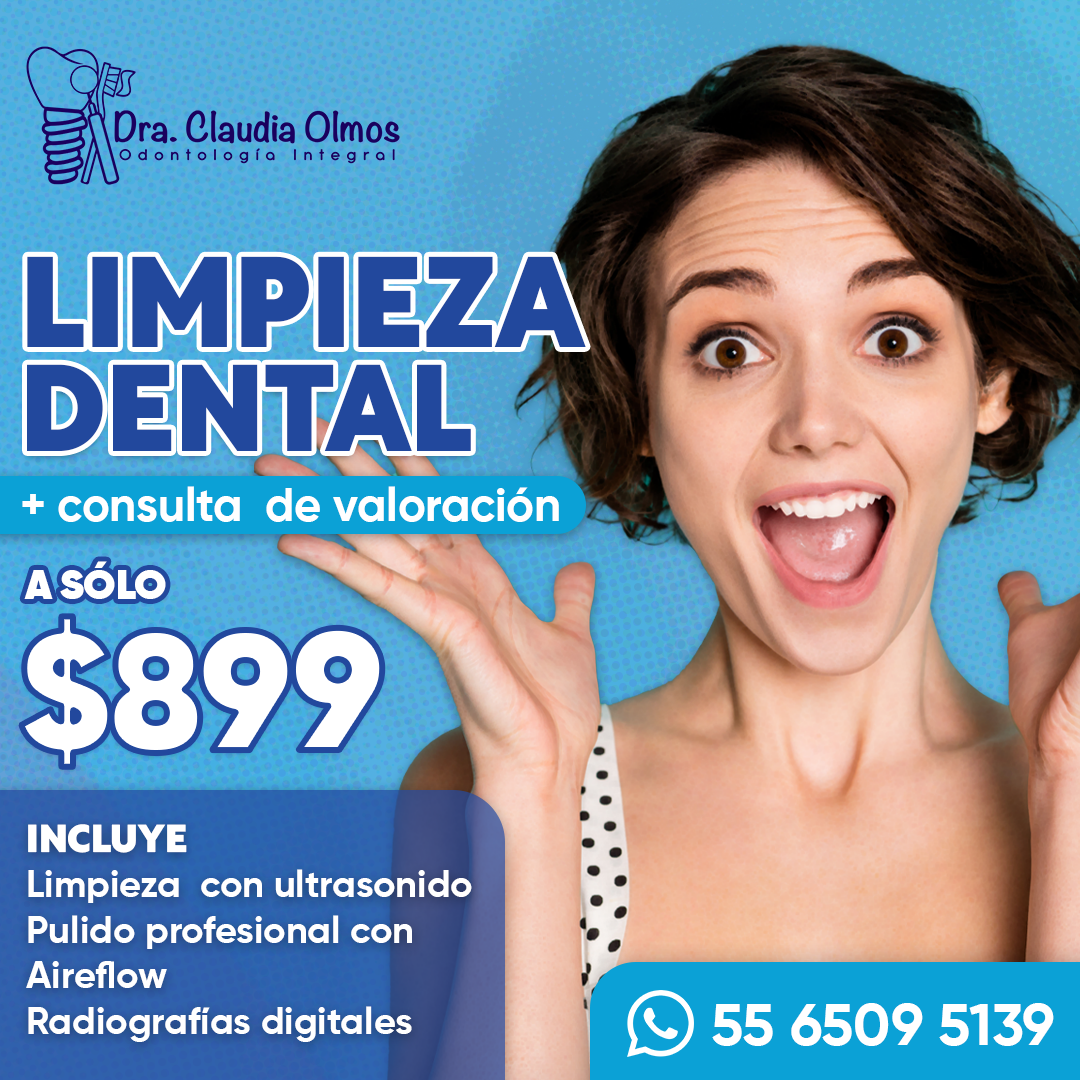 Dra. Claudia Olmos
Odontología Integral
LIMPIEZA
DENTAL
+ consulta de valoración
A SÓLO
$899
INCLUYE
Limpieza con ultrasonido
Pulido profesional con
Aireflow
Radiografías digitales
55 6509 5139